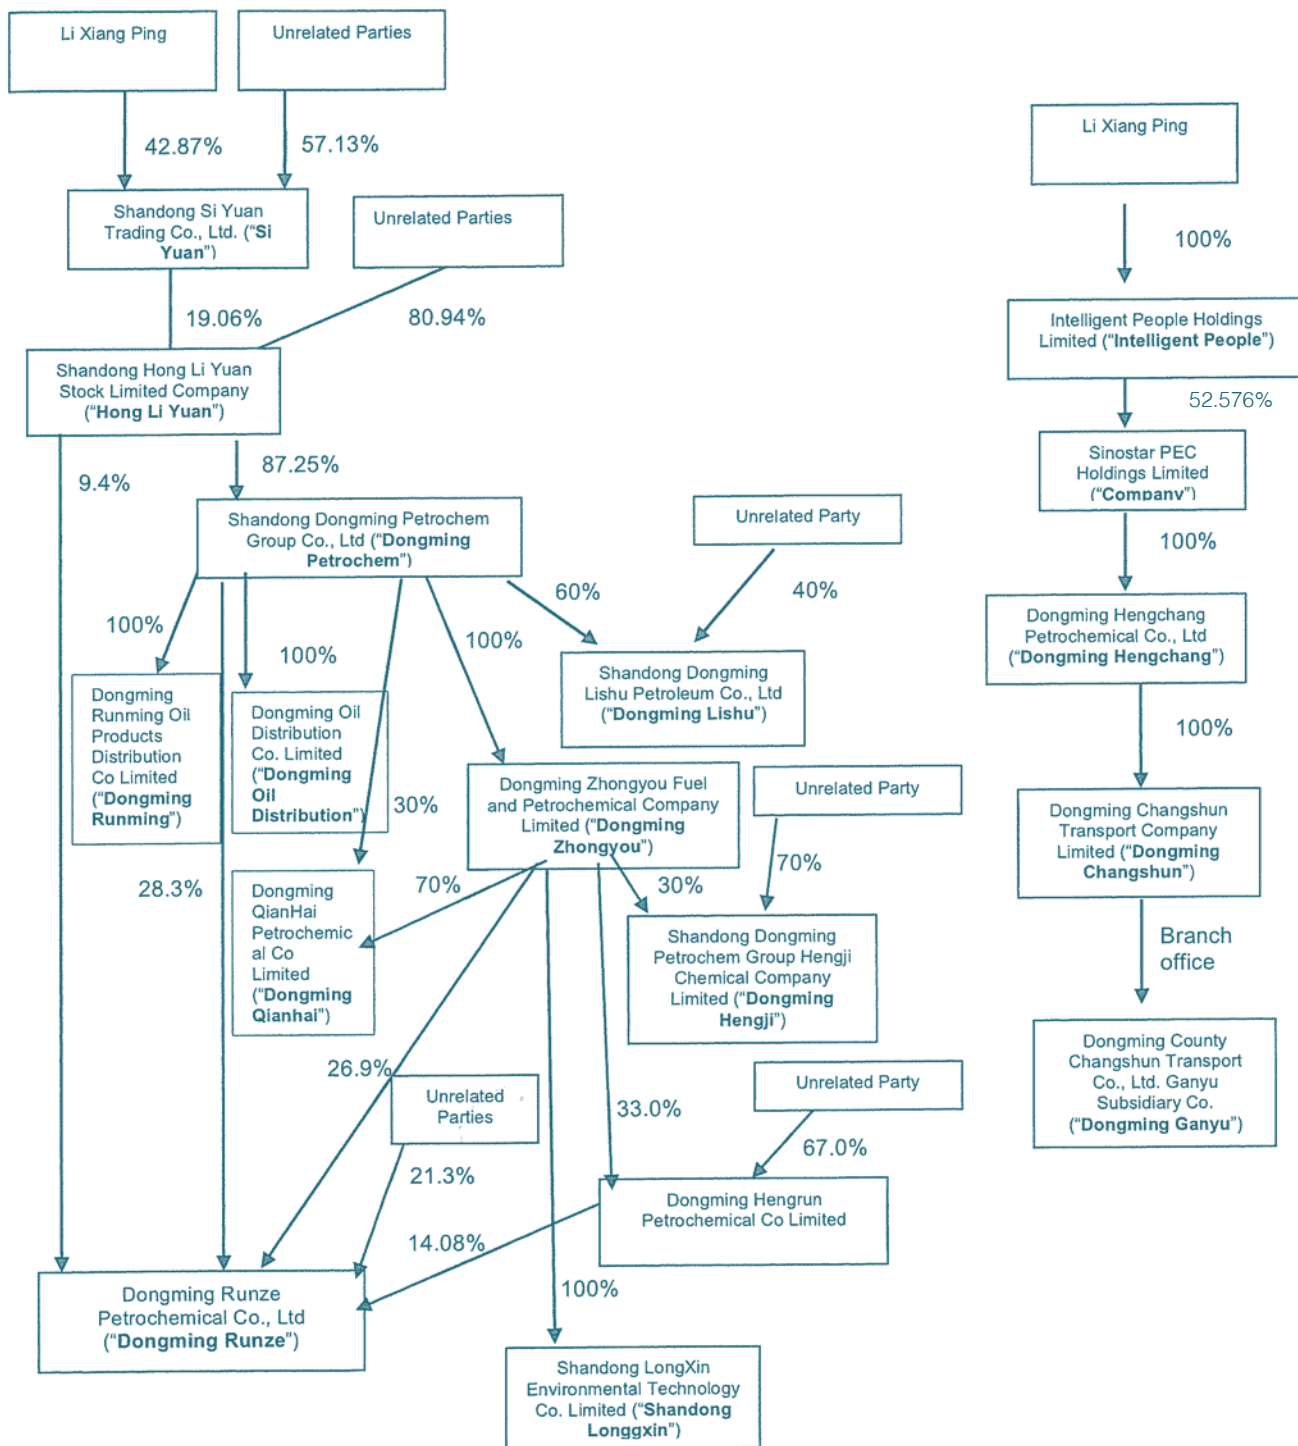 Li Xiang Ping
Unrelated Parties
42.87%
57.13%
Shandong Si Yuan
Trading Co., Ltd. (“Si
Yuan”)
Unrelated Parties
19.06%
80.94%
Shandong Hong Li Yuan
Stock Limited Company
(“Hong Li Yuan”)
9.4%
87.25%
Shandong Dongming Petrochem
Group Co., Ltd (“Dongming
Petrochem”)
Unrelated Party
60%
40%
100%
100%
100%
Shandong Dongming
Lishu Petroleum Co., Ltd
(“Dongming Lishu”)
Dongming
Runming Oil
Products
Distribution
Co Limited
(“Dongming
Runming”)
Dongming Oil
Distribution
Co. Limited
(“Dongming
Oil
Distribution”)
30%
Dongming Zhongyou Fuel
and Petrochemical Company
Limited (“Dongming
Zhongyou”)
Unrelated Party
28.3%
70%
30%
70%
Dongming
QianHai
Petrochemic
al Co
Limited
(“Dongming
Qianhai”)
Shandong Dongming
Petrochem Group Hengji
Chemical Company
Limited (“Dongming
Hengji”)
26.9%
Unrelated
Parties
33.0%
Unrelated Party
67.0%
21.3%
Dongming Hengrun
Petrochemical Co Limited
14.08%
100%
Dongming Runze
Petrochemical Co., Ltd
(“Dongming Runze”)
Shandong LongXin
Environmental Technology
Co. Limited (“Shandong
Longgxin”)
Li Xiang Ping
100%
Intelligent People Holdings
Limited (“Intelligent People”)
52.576%
Sinostar PEC
Holdings Limited
(“Company”)
100%
Dongming Hengchang
Petrochemical Co., Ltd
(“Dongming Hengchang”)
100%
Dongming Changshun
Transport Company
Limited (“Dongming
Changshun”)
Branch
office
Dongming County
Changshun Transport
Co., Ltd. Ganyu
Subsidiary Co.
(“Dongming Ganyu”)